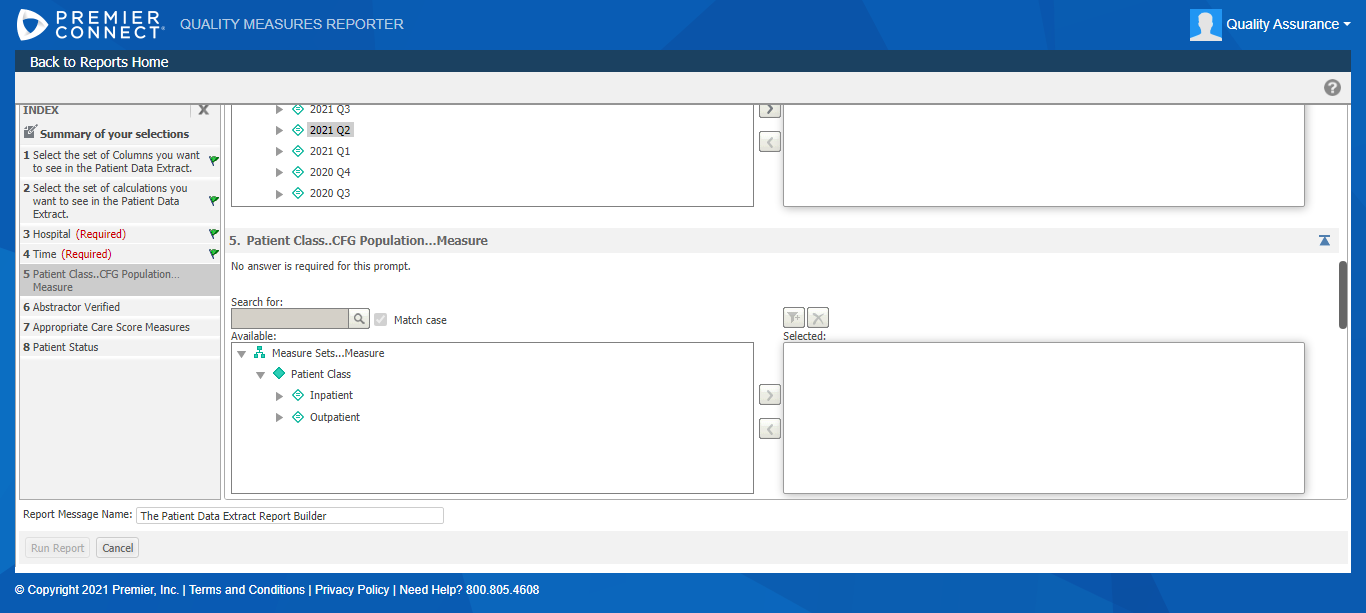 PREMIER
CONNECT
QUALITY MEASURES REPORTER
Quality Assurance
Back to Reports Home
?
INDEX
X
Summary of your selections
1 Select the set of Columns you want
to see in the Patient Data Extract.
2 Select the set of calculations you
want to see in the Patient Data
Extract.
3 Hospital (Required)
4 Time (Required)
5 Patient Class..CFG Population...
Measure
6 Abstractor Verified
7 Appropriate Care Score Measures
8 Patient Status
2021 Q3
2021 Q2
2021 Q1
2020 Q4
2020 Q3
5. Patient Class..CFG Population...Measure
No answer is required for this prompt.
Search for:
Match case
Available:
Selected:
Measure Sets...Measure
Patient Class
Inpatient
Outpatient
Report Message Name: The Patient Data Extract Report Builder
Run Report Cancel
© Copyright 2021 Premier, Inc. | Terms and Conditions | Privacy Policy | Need Help? 800.805.4608